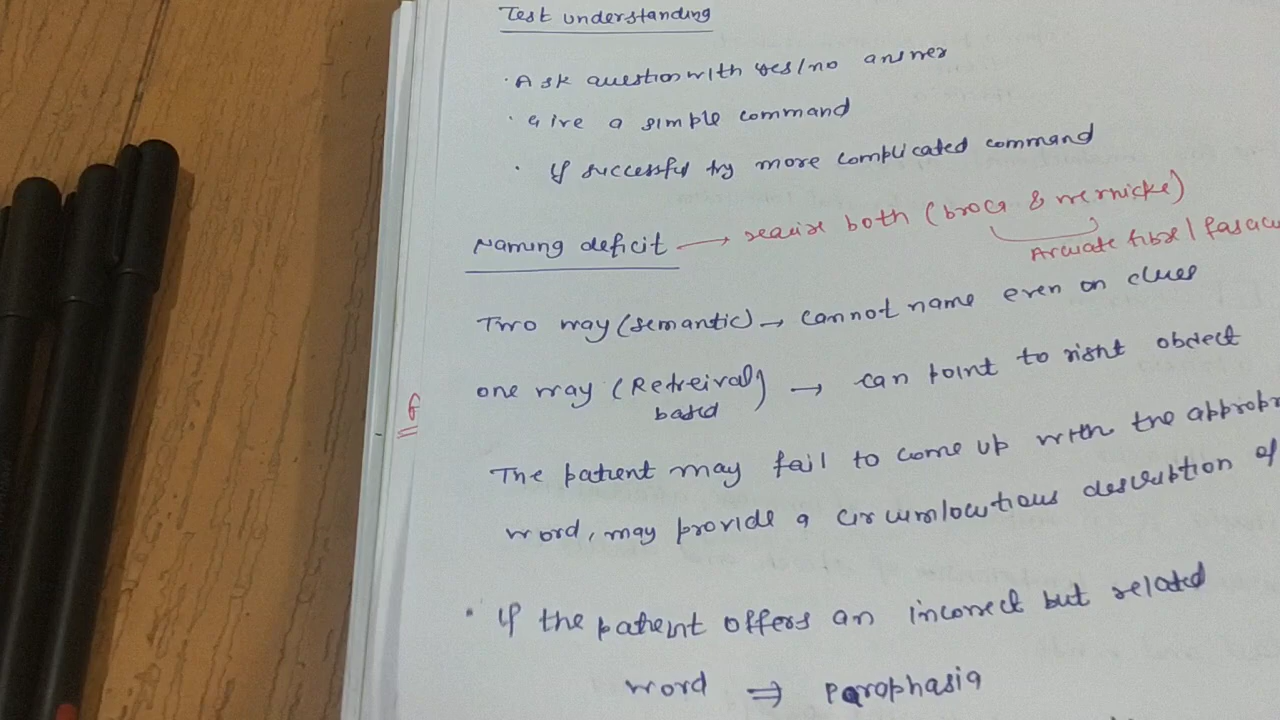 Test understanding
· Ask question with yes/no answer
· Give a simple command
· If successful try more complicated command
Naming deficit → require both (broca & wernicke)
Arcuate fibre / fasacu
Two way (semantic) → cannot name even on clues
one way (Retreival based) → can point to right object
The patient may fail to come up with the appropr
word, may provide a circumlocutious description of
· If the patient offers an incorrect but related
word ⇒ Paraphasia